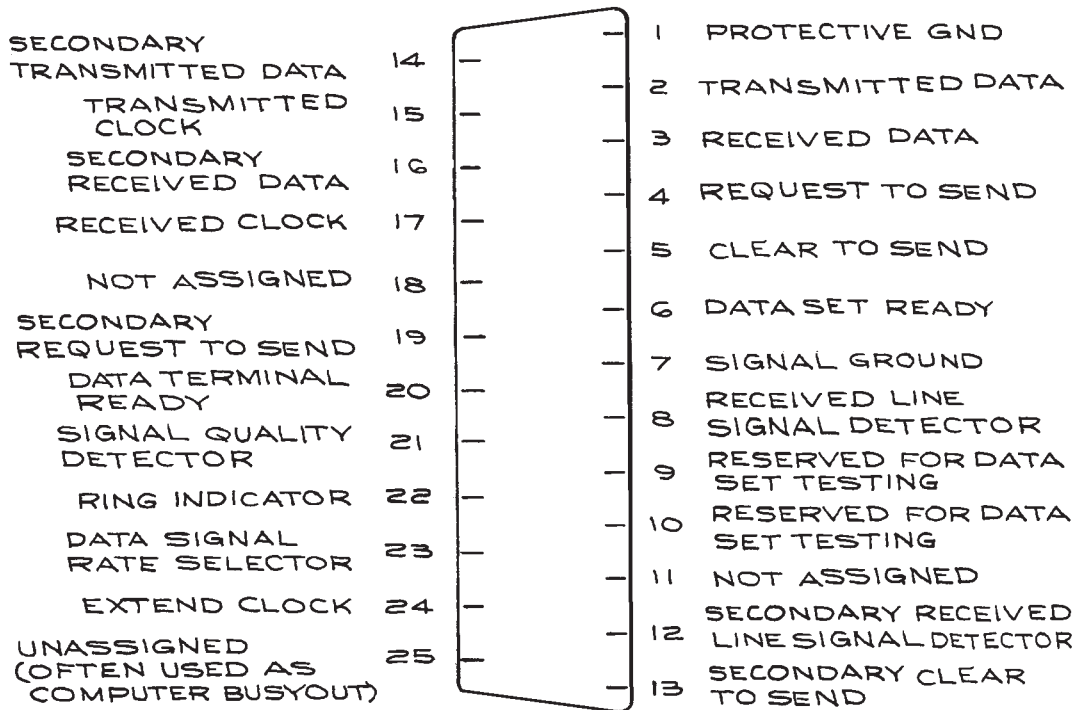 SECONDARY
TRANSMITTED DATA 14
TRANSMITTED
CLOCK 15
SECONDARY
RECEIVED DATA 16
RECEIVED CLOCK 17
NOT ASSIGNED 18
SECONDARY
REQUEST TO SEND 19
DATA TERMINAL
READY 20
SIGNAL QUALITY
DETECTOR 21
RING INDICATOR 22
DATA SIGNAL
RATE SELECTOR 23
EXTEND CLOCK 24
UNASSIGNED
(OFTEN USED AS 25
COMPUTER BUSYOUT)
1 PROTECTIVE GND
2 TRANSMITTED DATA
3 RECEIVED DATA
4 REQUEST TO SEND
5 CLEAR TO SEND
6 DATA SET READY
7 SIGNAL GROUND
RECEIVED LINE
8 SIGNAL DETECTOR
9 RESERVED FOR DATA
SET TESTING
10 RESERVED FOR DATA
SET TESTING
11 NOT ASSIGNED
SECONDARY RECEIVED
12 LINE SIGNAL DETECTOR
13 SECONDARY CLEAR
TO SEND